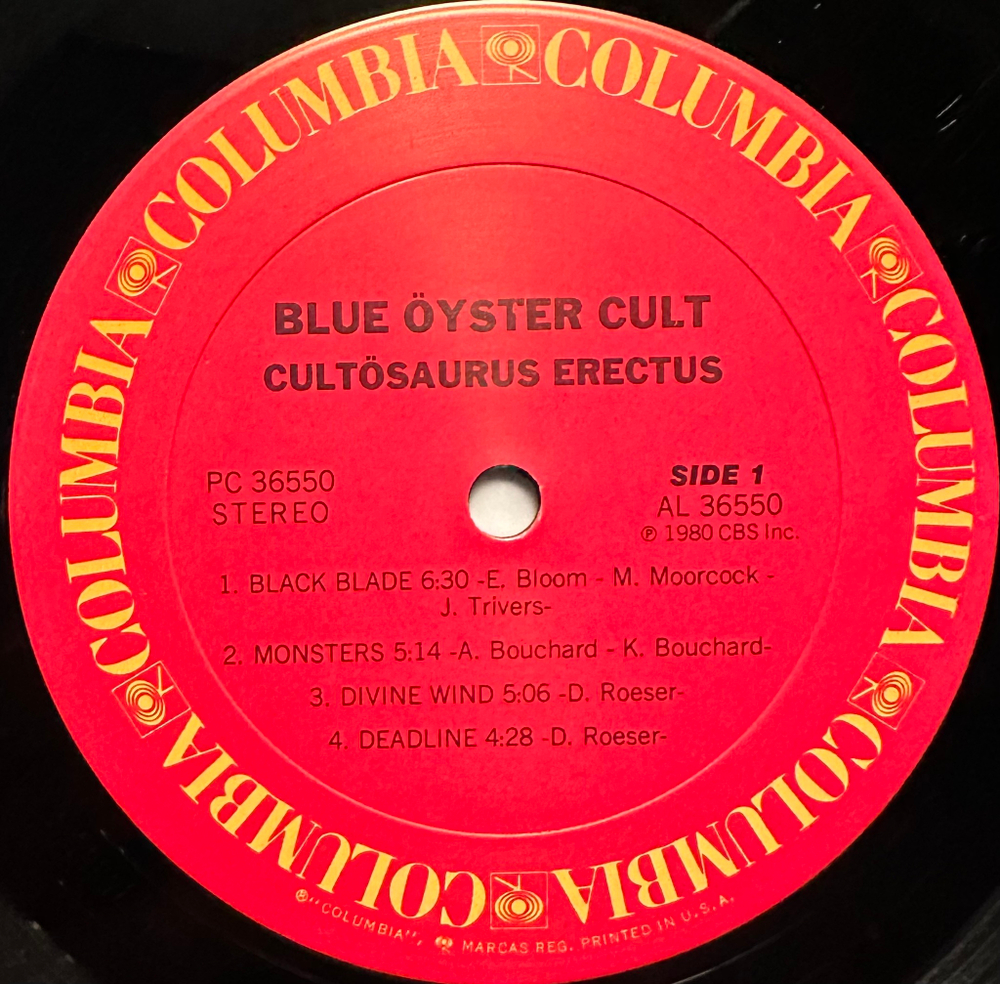 COLUMBIA COLUMBIA COLUMBIA COLUMBIA COLUMBIA COLUMBIA
BLUE ÖYSTER CULT
CULTÖSAURUS ERECTUS
PC 36550
STEREO
SIDE 1
AL 36550
℗ 1980 CBS Inc.
1. BLACK BLADE 6:30 -E. Bloom - M. Moorcock -
J. Trivers-
2. MONSTERS 5:14 -A. Bouchard - K. Bouchard-
3. DIVINE WIND 5:06 -D. Roeser-
4. DEADLINE 4:28 -D. Roeser-
® "COLUMBIA", MARCAS REG. PRINTED IN U.S.A.